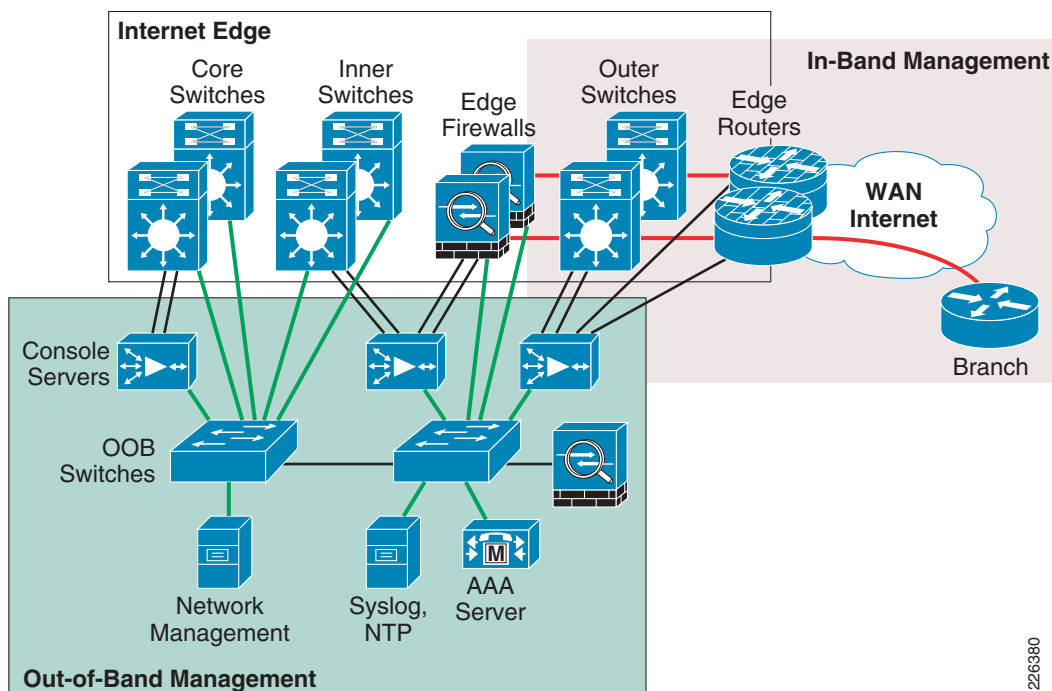 Internet Edge
In-Band Management
Core
Switches
Inner
Switches
Edge
Firewalls
Outer
Switches
Edge
Routers
WAN
Internet
Branch
Console
Servers
OOB
Switches
M
Network
Management
Syslog,
NTP
AAA
Server
Out-of-Band Management
226380